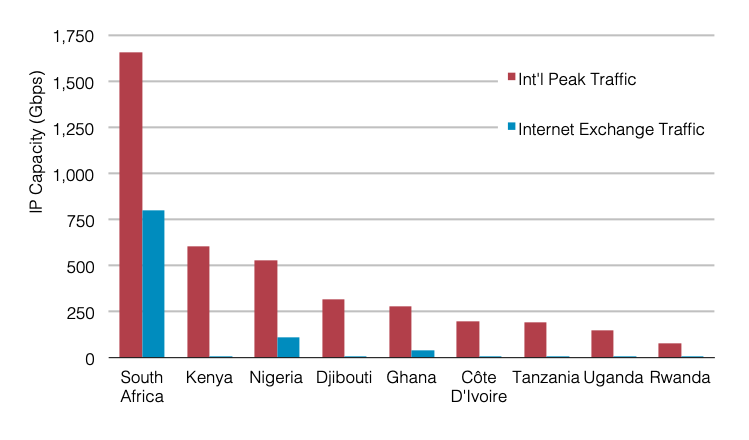 1,750
1,500
1,250
1,000
750
500
250
0
IP Capacity (Gbps)
Int'l Peak Traffic
Internet Exchange Traffic
South Africa
Kenya
Nigeria
Djibouti
Ghana
Côte D'Ivoire
Tanzania
Uganda
Rwanda